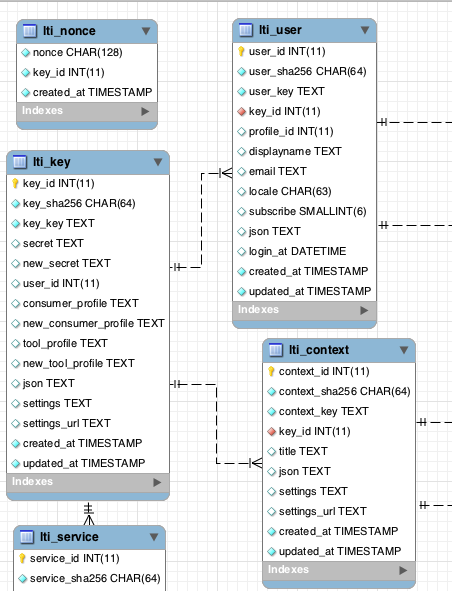 lti_nonce
nonce CHAR(128)
key_id INT(11)
created_at TIMESTAMP
Indexes
lti_key
key_id INT(11)
key_sha256 CHAR(64)
key_key TEXT
secret TEXT
new_secret TEXT
user_id INT(11)
consumer_profile TEXT
new_consumer_profile TEXT
tool_profile TEXT
new_tool_profile TEXT
json TEXT
settings TEXT
settings_url TEXT
created_at TIMESTAMP
updated_at TIMESTAMP
Indexes
lti_service
service_id INT(11)
service_sha256 CHAR(64)
lti_user
user_id INT(11)
user_sha256 CHAR(64)
user_key TEXT
key_id INT(11)
profile_id INT(11)
displayname TEXT
email TEXT
locale CHAR(63)
subscribe SMALLINT(6)
json TEXT
login_at DATETIME
created_at TIMESTAMP
updated_at TIMESTAMP
Indexes
lti_context
context_id INT(11)
context_sha256 CHAR(64)
context_key TEXT
key_id INT(11)
title TEXT
json TEXT
settings TEXT
settings_url TEXT
created_at TIMESTAMP
updated_at TIMESTAMP
Indexes